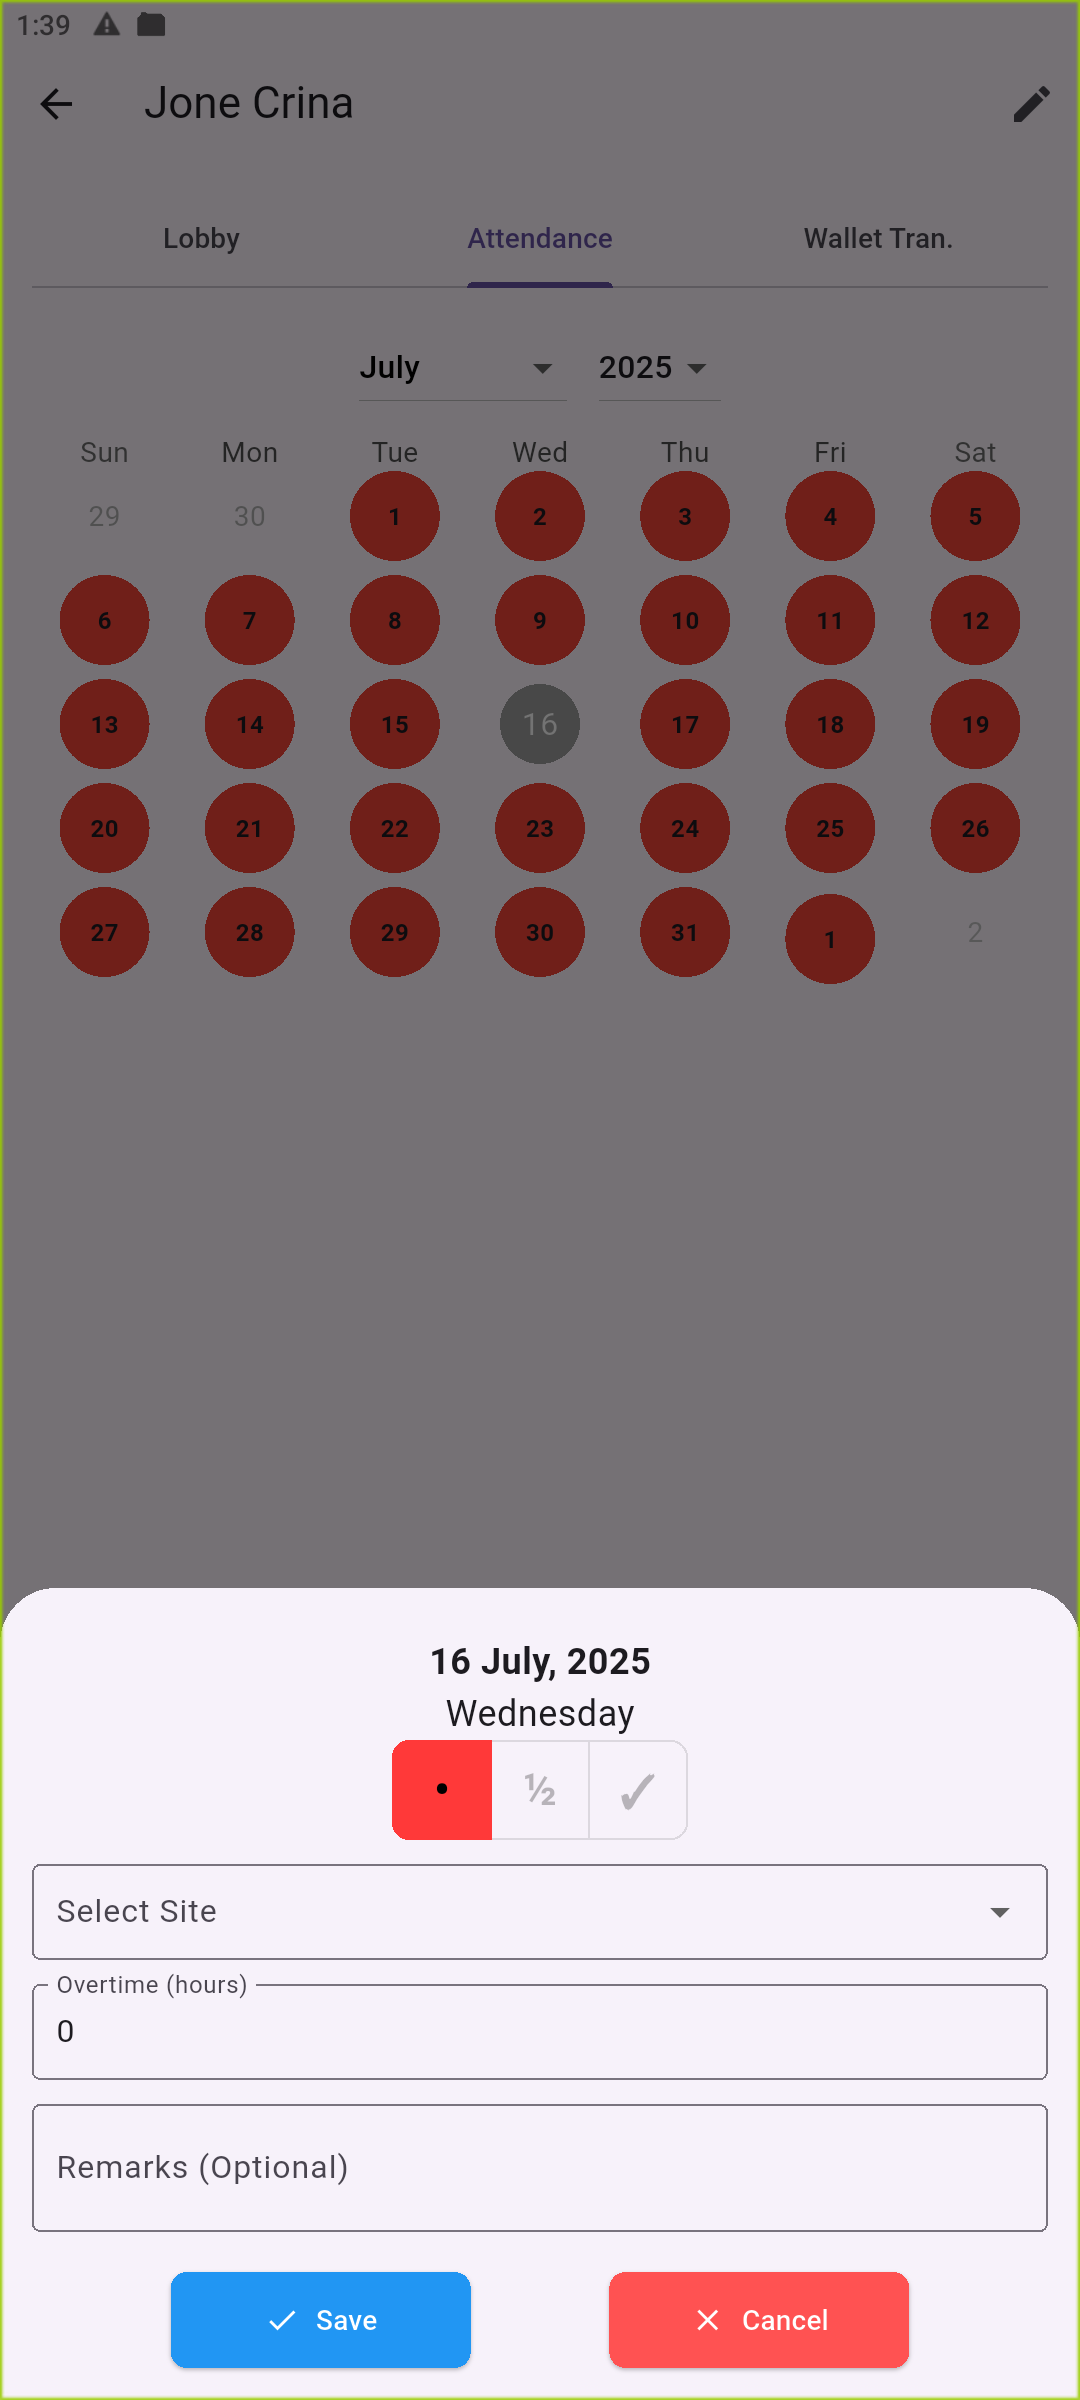 1:39
Jone Crina
Lobby Attendance Wallet Tran.
July 2025
Sun Mon Tue Wed Thu Fri Sat
29 30 1 2 3 4 5
6 7 8 9 10 11 12
13 14 15 16 17 18 19
20 21 22 23 24 25 26
27 28 29 30 31 1 2
16 July, 2025
Wednesday
• ½ ✓
Select Site
Overtime (hours)
0
Remarks (Optional)
Save Cancel